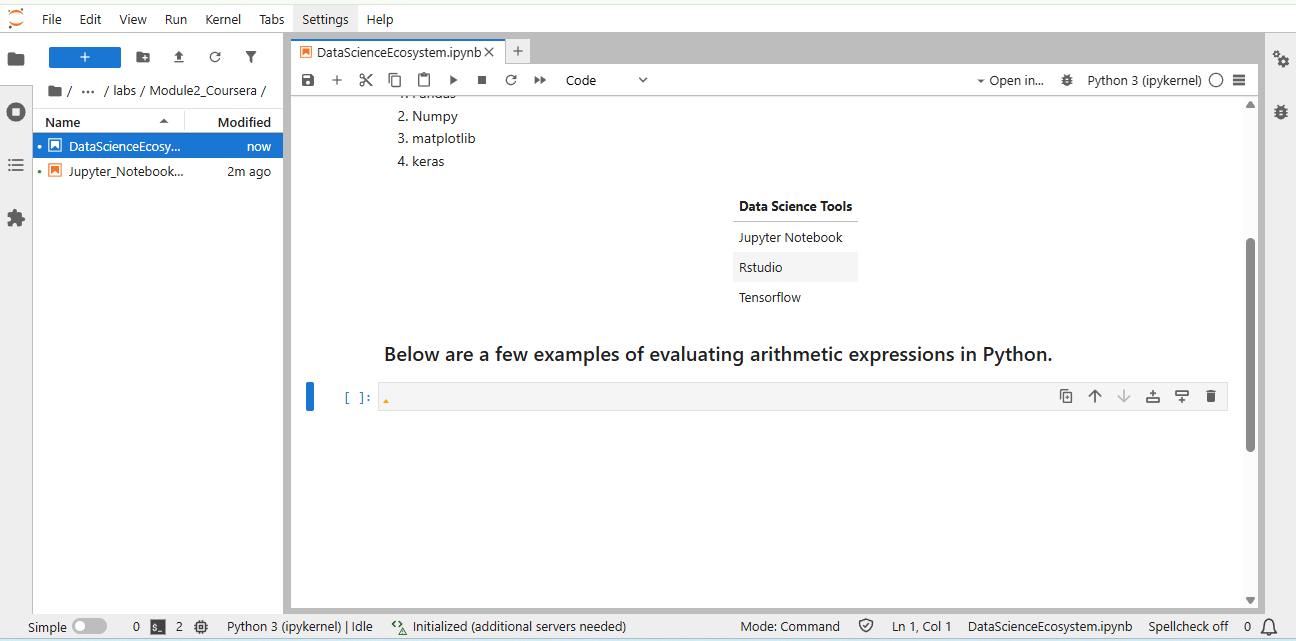 File Edit View Run Kernel Tabs Settings Help
DataScienceEcosystem.ipynb
Code
Open in...
Python 3 (ipykernel)
/ ... / labs / Module2_Coursera /
Name Modified
DataScienceEcosy... now
Jupyter_Notebook... 2m ago
1. Pandas
2. Numpy
3. matplotlib
4. keras
Data Science Tools
Jupyter Notebook
Rstudio
Tensorflow
Below are a few examples of evaluating arithmetic expressions in Python.
[ ]:
Simple 0 $_ 2 Python 3 (ipykernel) | Idle Initialized (additional servers needed) Mode: Command Ln 1, Col 1 DataScienceEcosystem.ipynb Spellcheck off 0